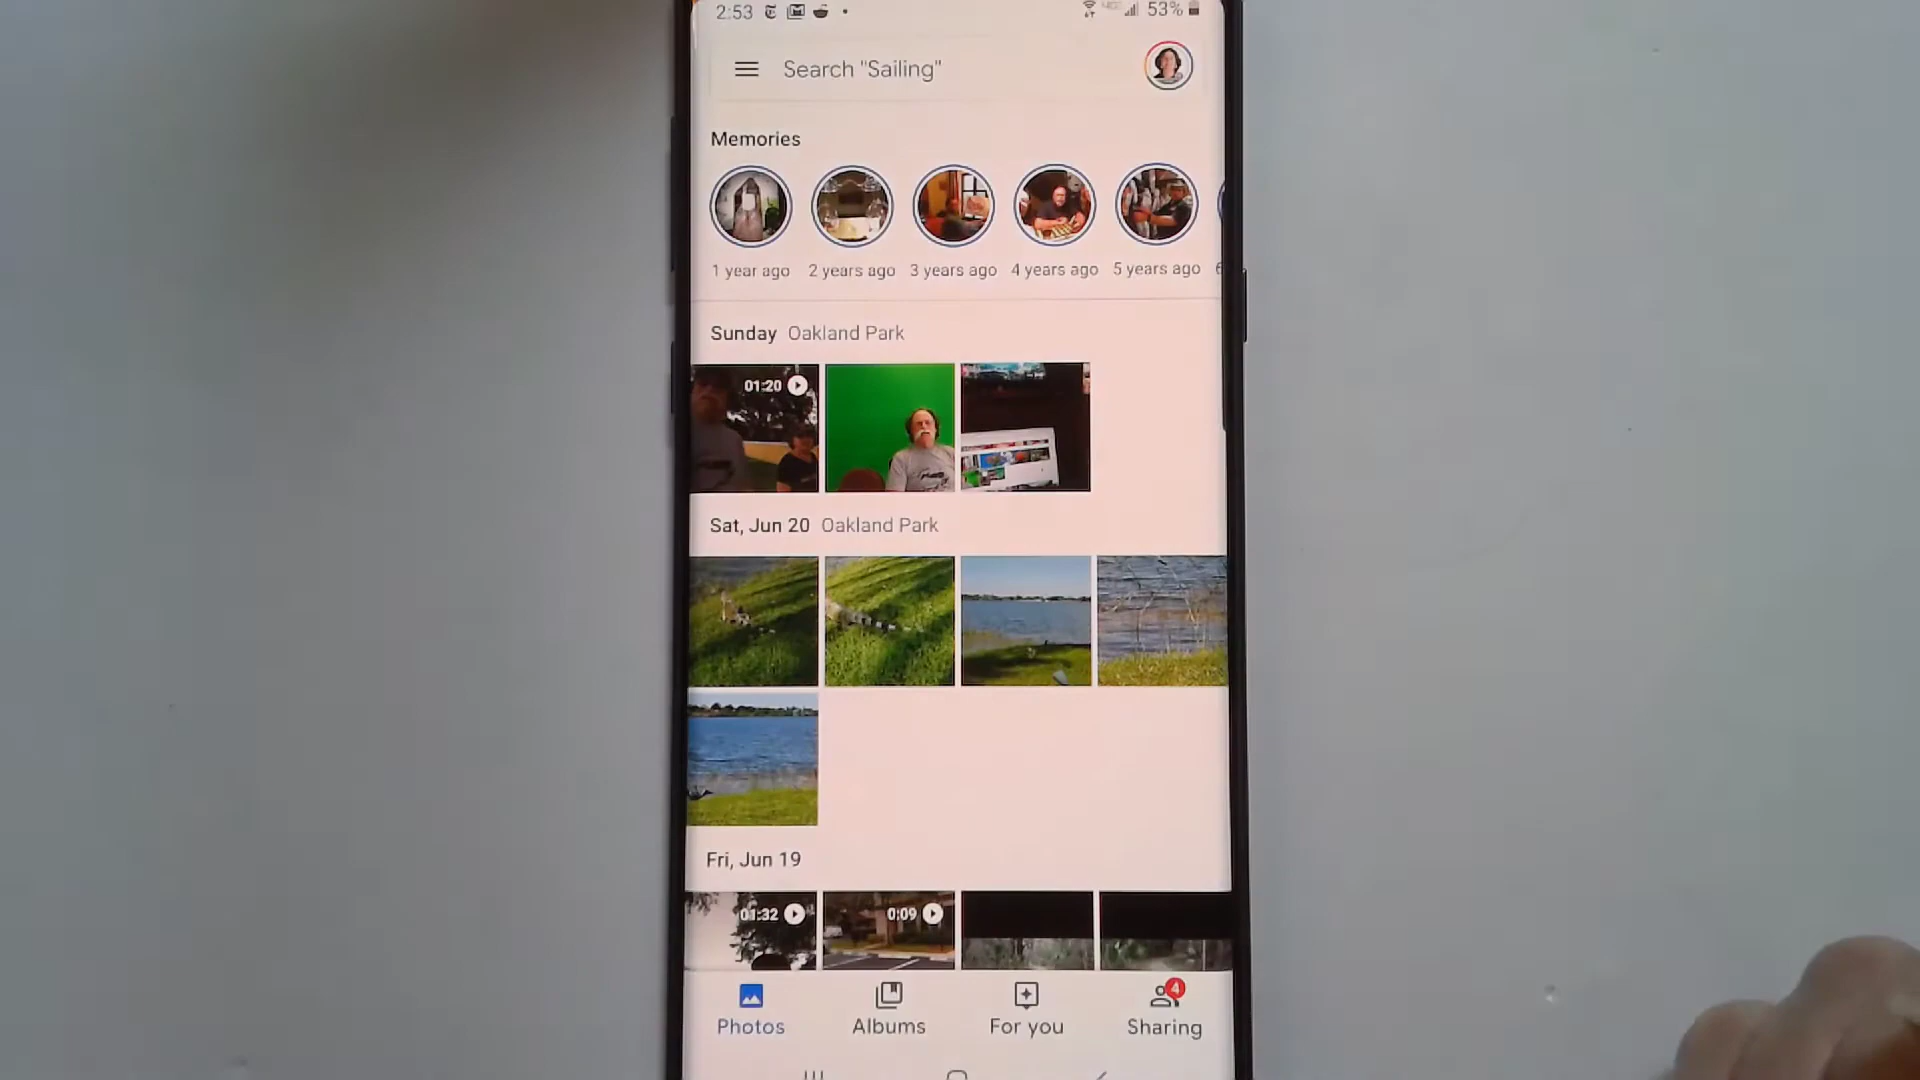 2:53 53%
Search "Sailing"
Memories
1 year ago 2 years ago 3 years ago 4 years ago 5 years ago 6
Sunday Oakland Park
01:20
Sat, Jun 20 Oakland Park
Fri, Jun 19
01:32 0:09
4
Photos Albums For you Sharing